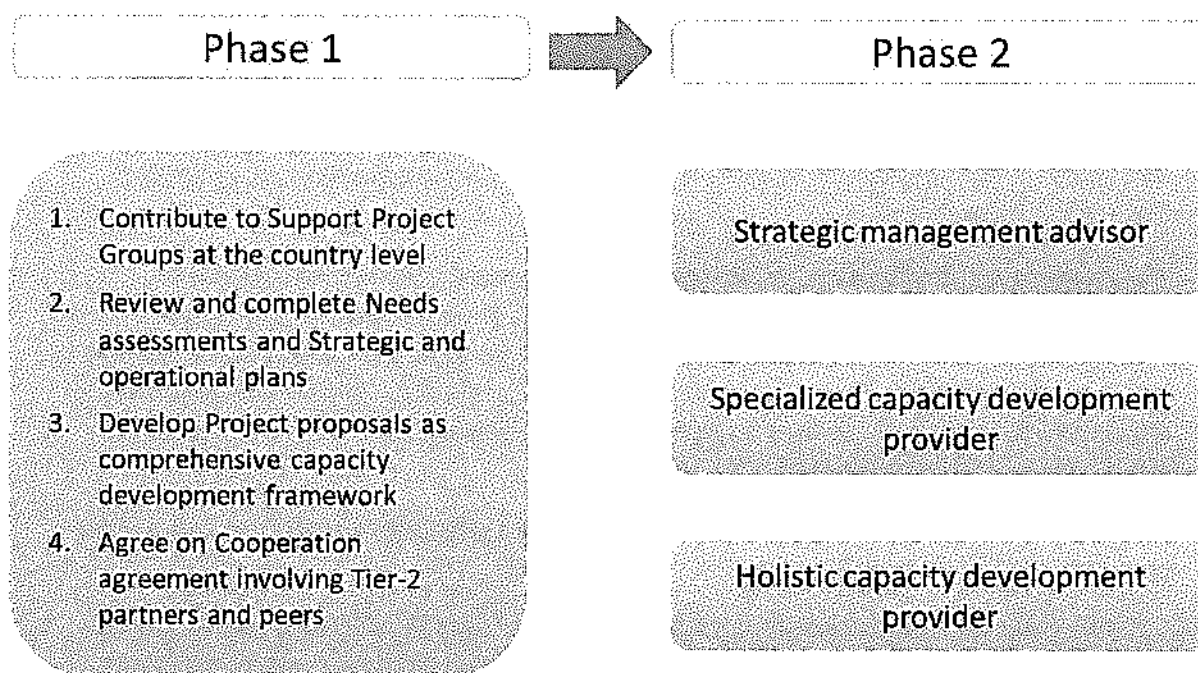 Phase 1
Phase 2
1. Contribute to Support Project
Groups at the country level
2. Review and complete Needs
assessments and Strategic and
operational plans
3. Develop Project proposals as
comprehensive capacity
development framework
4. Agree on Cooperation
agreement involving Tier-2
partners and peers
Strategic management advisor
Specialized capacity development
provider
Holistic capacity development
provider